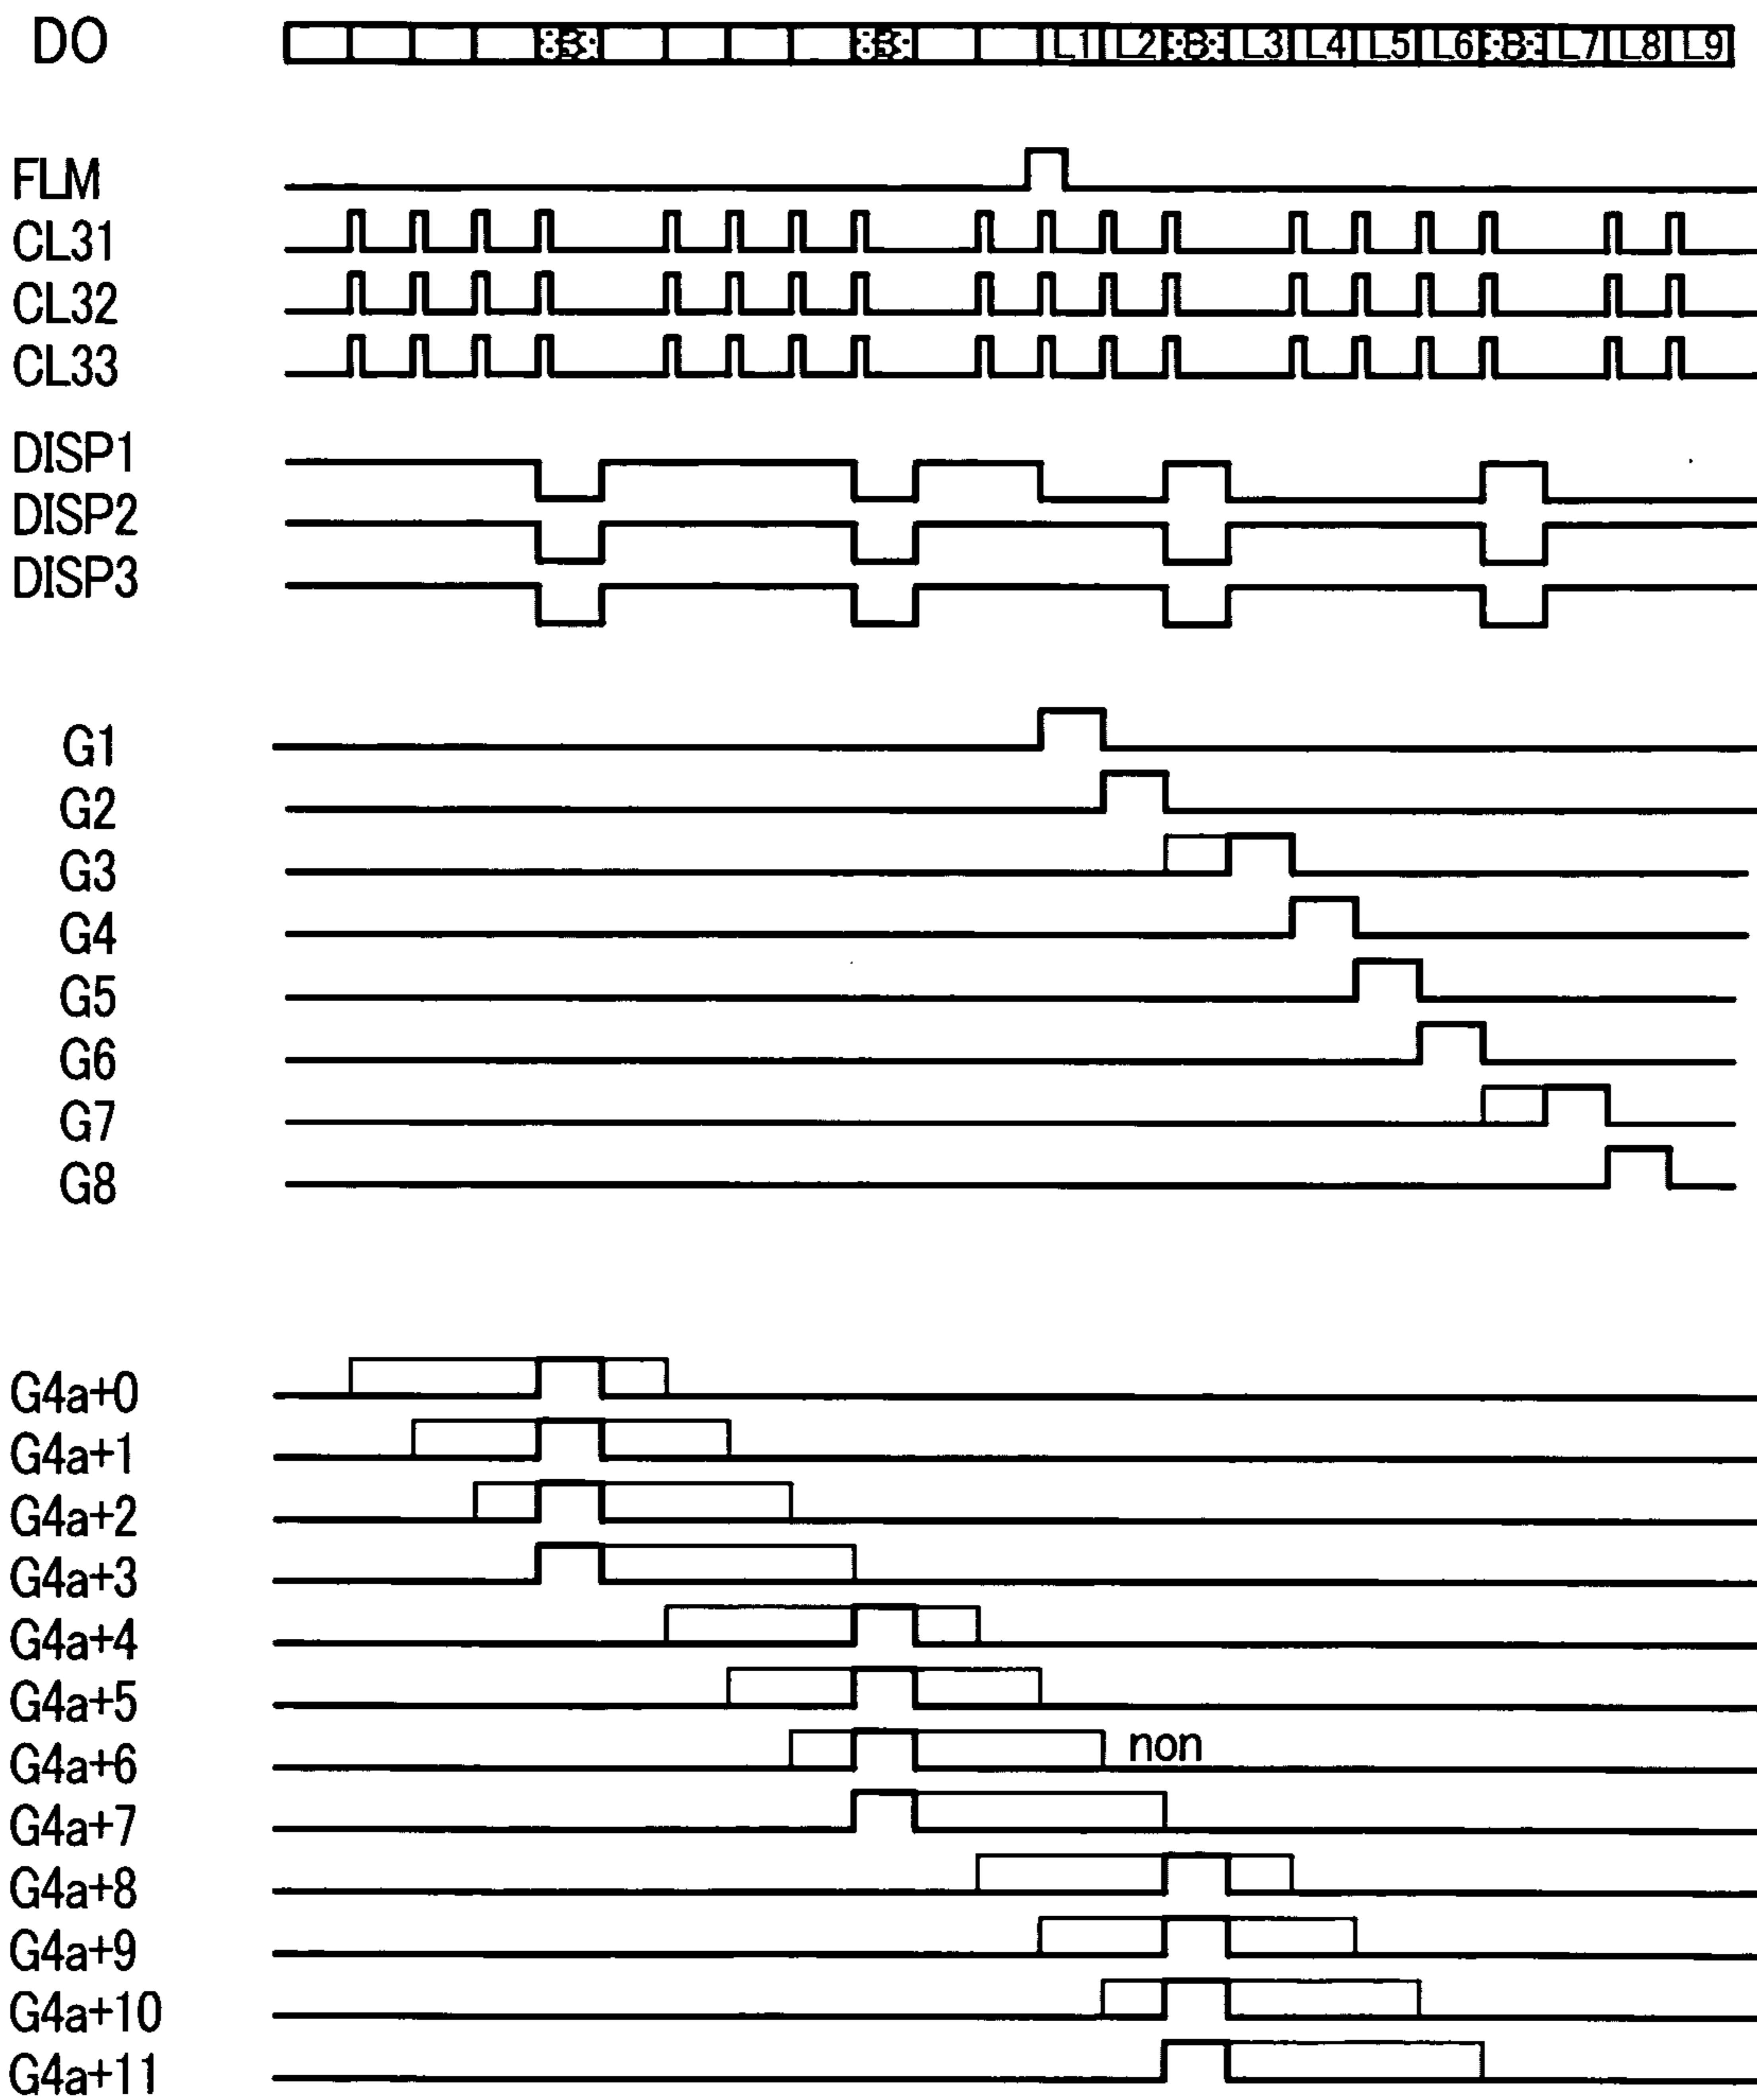 DO B B L1 L2 B L3 L4 L5 L6 B L7 L8 L9
FLM
CL31
CL32
CL33
DISP1
DISP2
DISP3
G1
G2
G3
G4
G5
G6
G7
G8
G4a+0
G4a+1
G4a+2
G4a+3
G4a+4
G4a+5
G4a+6 non
G4a+7
G4a+8
G4a+9
G4a+10
G4a+11